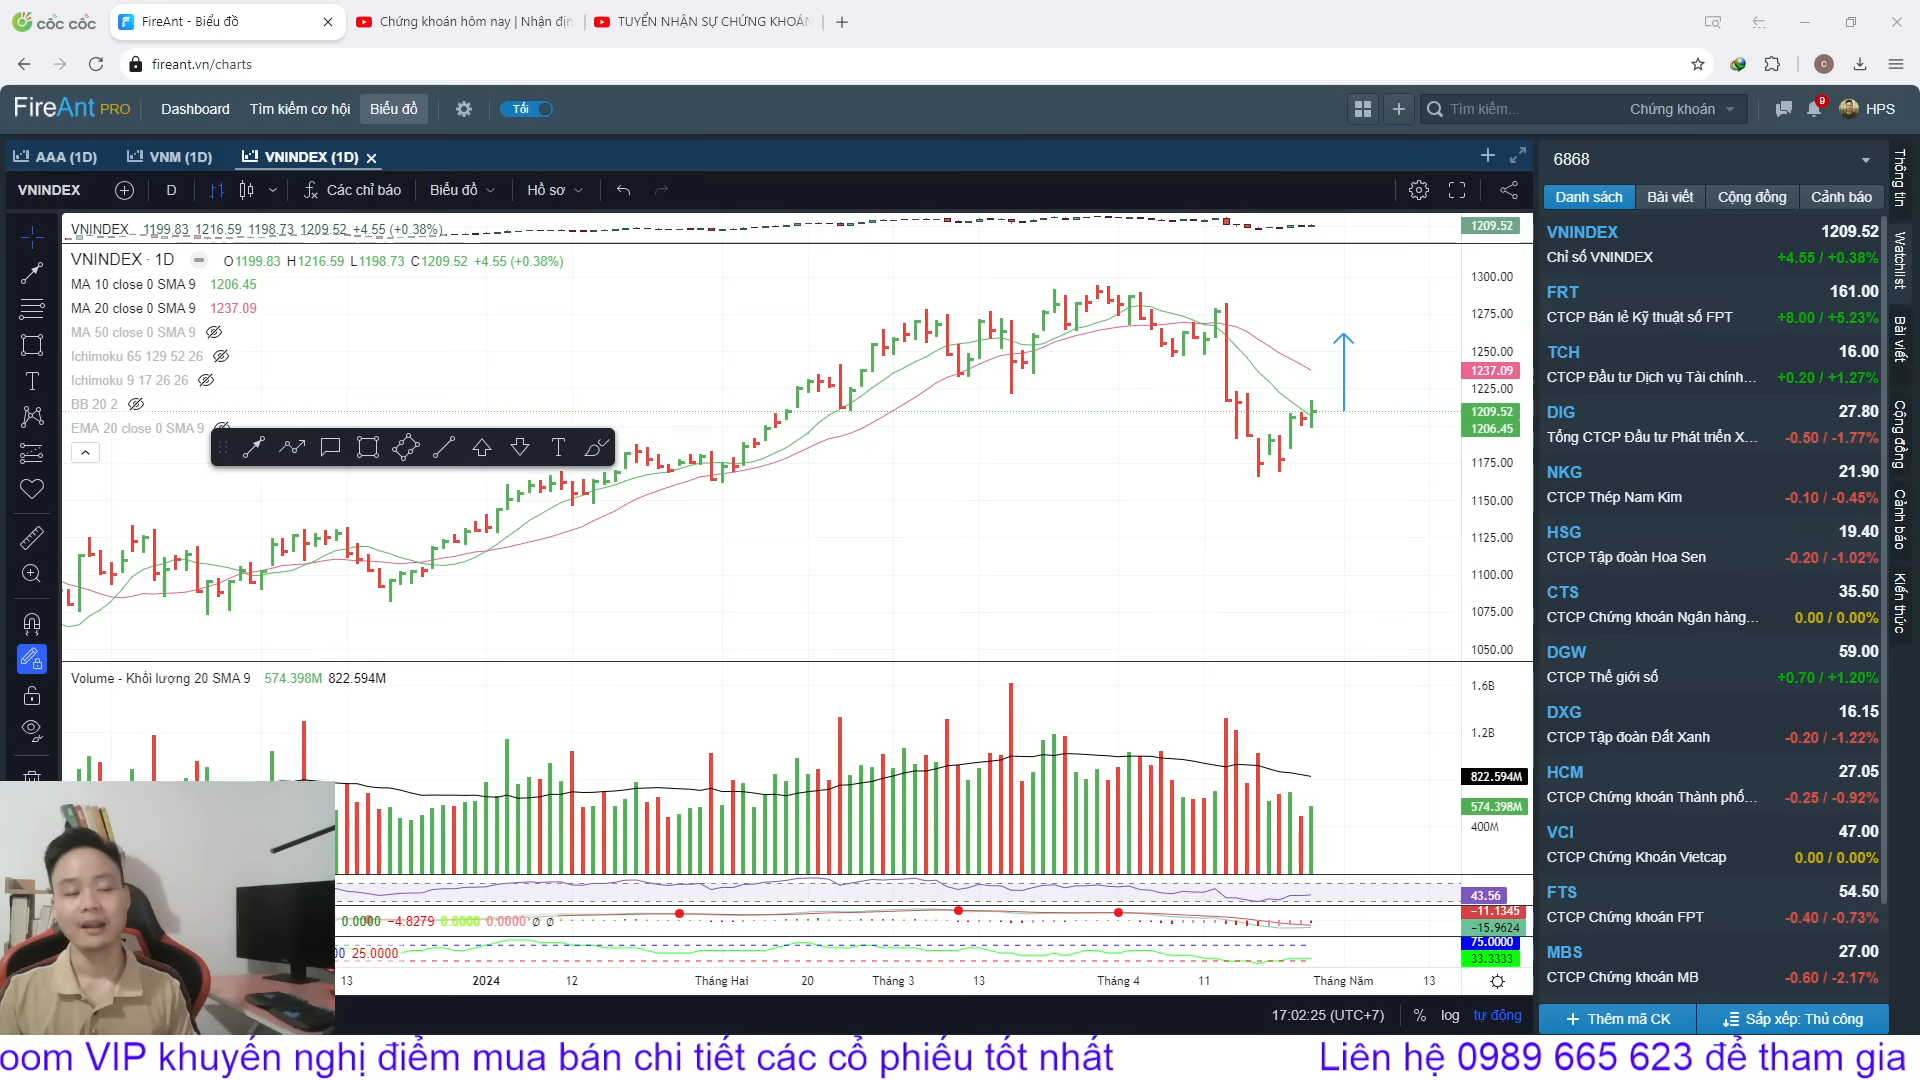 cốc cốc
FireAnt - Biểu đồ
Chứng khoán hôm nay | Nhận địn
TUYỂN NHẬN SỰ CHỨNG KHOÁN
fireant.vn/charts
C
FireAnt PRO
Dashboard
Tìm kiếm cơ hội
Biểu đồ
Tối
Tìm kiếm...
Chứng khoán
9
HPS
AAA (1D)
VNM (1D)
VNINDEX (1D)
VNINDEX
D
Các chỉ báo
Biểu đồ
Hồ sơ
VNINDEX 1199.83 1216.59 1198.73 1209.52 +4.55 (+0.38%)
1209.52
VNINDEX · 1D O1199.83 H1216.59 L1198.73 C1209.52 +4.55 (+0.38%)
MA 10 close 0 SMA 9 1206.45
MA 20 close 0 SMA 9 1237.09
MA 50 close 0 SMA 9
Ichimoku 65 129 52 26
Ichimoku 9 17 26 26
BB 20 2
EMA 20 close 0 SMA 9
1300.00
1275.00
1250.00
1237.09
1225.00
1209.52
1206.45
1175.00
1150.00
1125.00
1100.00
1075.00
1050.00
Volume - Khối lượng 20 SMA 9 574.398M 822.594M
1.6B
1.2B
822.594M
574.398M
400M
43.56
0.0000 −4.8279 0.0000 0.0000 ∅ ∅
−11.1345
−15.9624
75.0000
00 25.0000
33.3333
13
2024
12
Tháng Hai
20
Tháng 3
13
Tháng 4
11
Tháng Năm
13
17:02:25 (UTC+7)
%
log
tự động
6868
Danh sách
Bài viết
Cộng đồng
Cảnh báo
VNINDEX 1209.52
Chỉ số VNINDEX +4.55 / +0.38%
FRT 161.00
CTCP Bán lẻ Kỹ thuật số FPT +8.00 / +5.23%
TCH 16.00
CTCP Đầu tư Dịch vụ Tài chính... +0.20 / +1.27%
DIG 27.80
Tổng CTCP Đầu tư Phát triển X... -0.50 / -1.77%
NKG 21.90
CTCP Thép Nam Kim -0.10 / -0.45%
HSG 19.40
CTCP Tập đoàn Hoa Sen -0.20 / -1.02%
CTS 35.50
CTCP Chứng khoán Ngân hàng... 0.00 / 0.00%
DGW 59.00
CTCP Thế giới số +0.70 / +1.20%
DXG 16.15
CTCP Tập đoàn Đất Xanh -0.20 / -1.22%
HCM 27.05
CTCP Chứng khoán Thành phố... -0.25 / -0.92%
VCI 47.00
CTCP Chứng Khoán Vietcap 0.00 / 0.00%
FTS 54.50
CTCP Chứng khoán FPT -0.40 / -0.73%
MBS 27.00
CTCP Chứng khoán MB -0.60 / -2.17%
Thêm mã CK
Sắp xếp: Thủ công
Thông tin
Watchlist
Bài viết
Cộng đồng
Cảnh báo
Kiến thức
oom VIP khuyến nghị điểm mua bán chi tiết các cổ phiếu tốt nhất
Liên hệ 0989 665 623 để tham gia